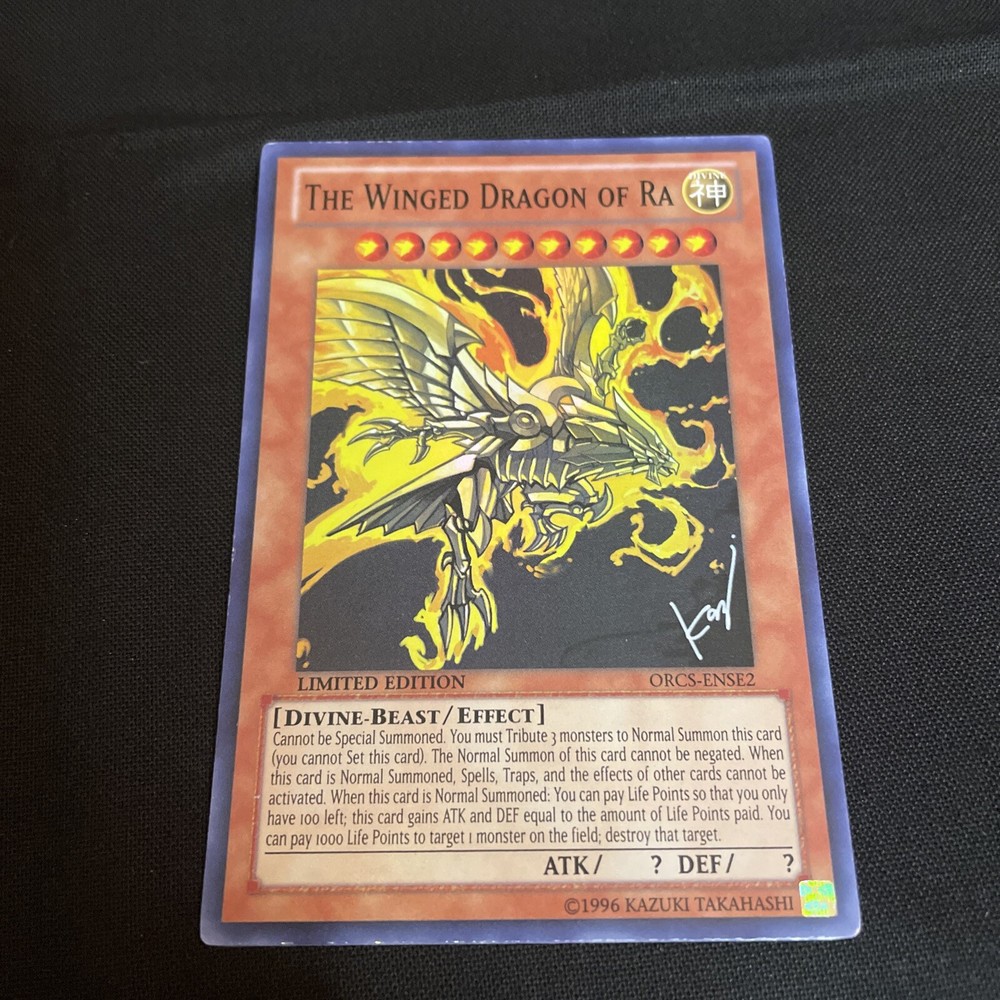 THE WINGED DRAGON OF RA
DIVINE
神
LIMITED EDITION
ORCS-ENSE2
[DIVINE-BEAST/EFFECT]
Cannot be Special Summoned. You must Tribute 3 monsters to Normal Summon this card
(you cannot Set this card). The Normal Summon of this card cannot be negated. When
this card is Normal Summoned, Spells, Traps, and the effects of other cards cannot be
activated. When this card is Normal Summoned: You can pay Life Points so that you only
have 100 left; this card gains ATK and DEF equal to the amount of Life Points paid. You
can pay 1000 Life Points to target 1 monster on the field; destroy that target.
ATK/ ? DEF/ ?
©1996 KAZUKI TAKAHASHI